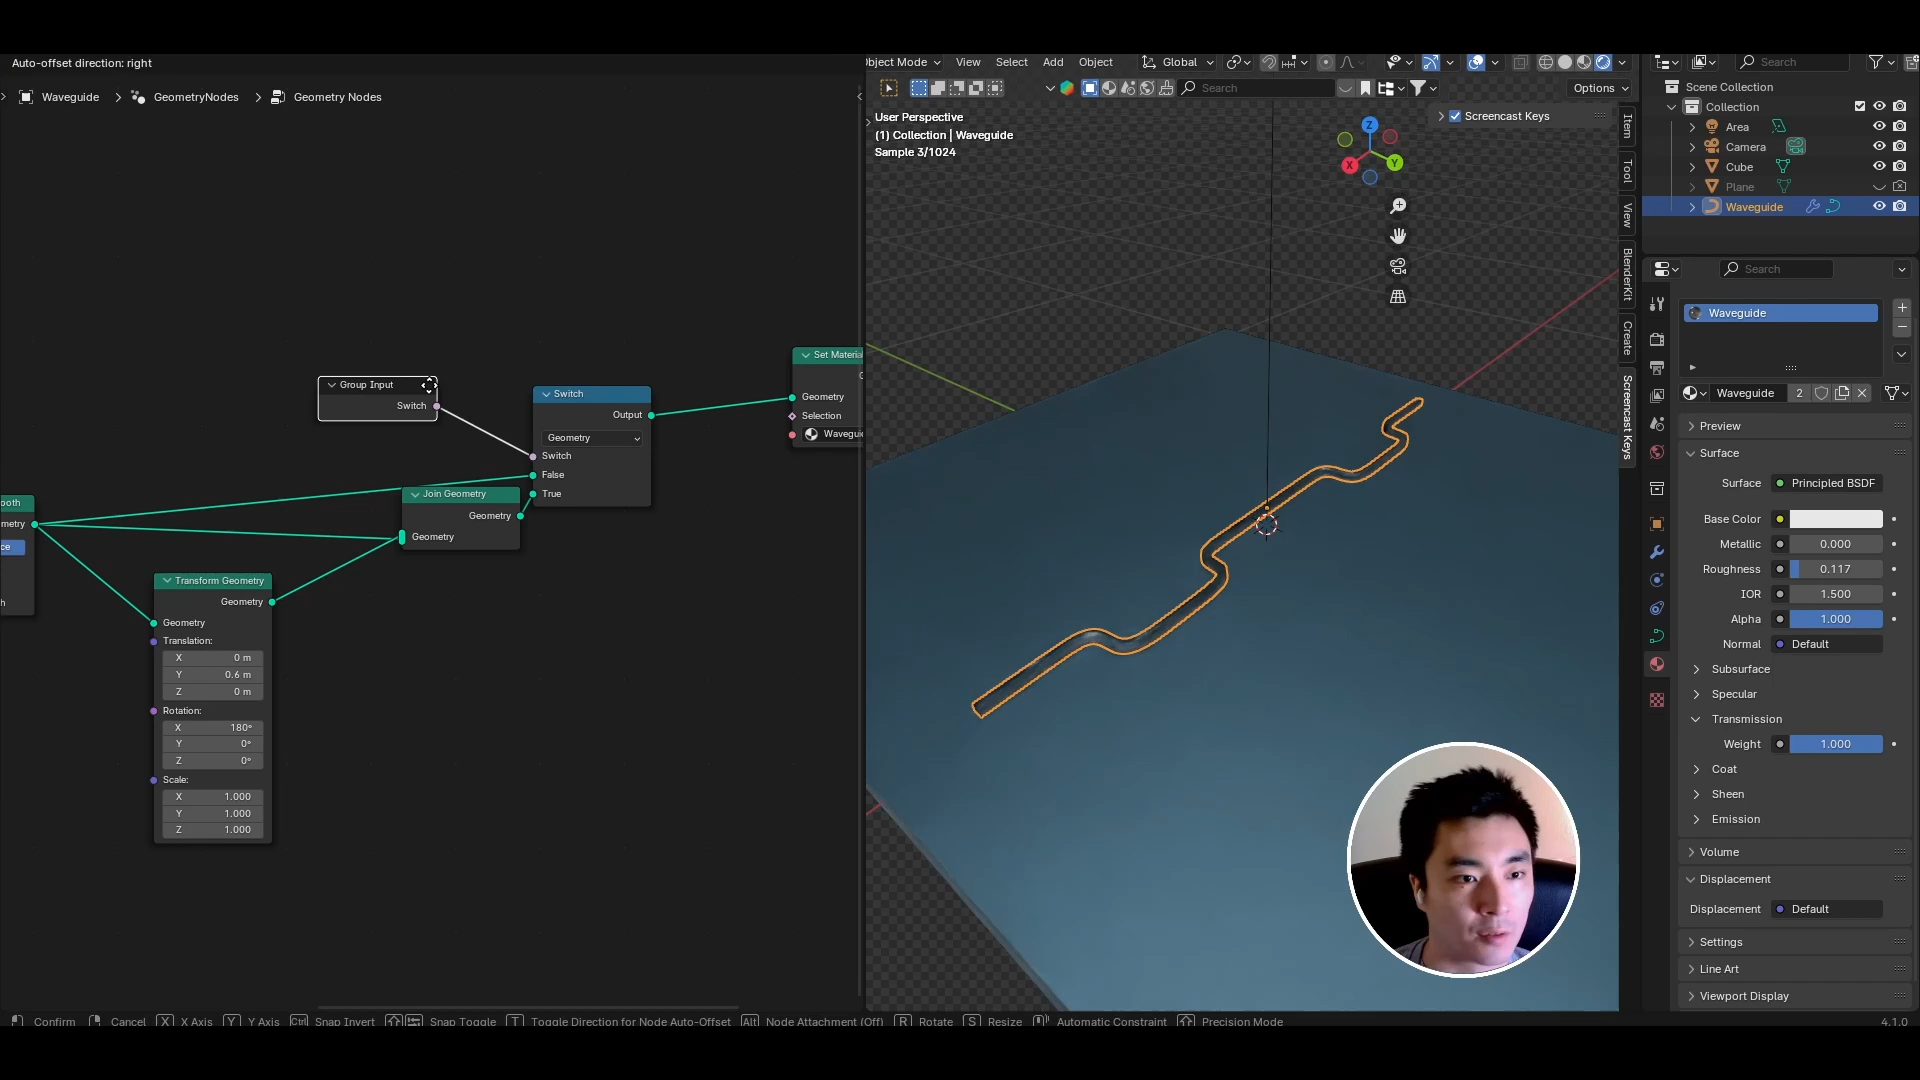 Auto-offset direction: right
Waveguide
GeometryNodes
Geometry Nodes
Group Input
Switch
Switch
Output
Geometry
Switch
False
True
Join Geometry
Geometry
Geometry
Set Materia
Geometry
Selection
Wavegui
ooth
metry
ce
h
Transform Geometry
Geometry
Geometry
Translation:
X 0 m
Y 0.6 m
Z 0 m
Rotation:
X 180°
Y 0°
Z 0°
Scale:
X 1.000
Y 1.000
Z 1.000
Object Mode View Select Add Object Global
Search Options
User Perspective
(1) Collection | Waveguide
Sample 3/1024
Screencast Keys
Z
X
Y
Item
Tool
View
BlenderKit
Create
Screencast Keys
Search
Scene Collection
Collection
Area
Camera
Cube
Plane
Waveguide
Search
Waveguide
Waveguide 2
Preview
Surface
Surface Principled BSDF
Base Color
Metallic 0.000
Roughness 0.117
IOR 1.500
Alpha 1.000
Normal Default
Subsurface
Specular
Transmission
Weight 1.000
Coat
Sheen
Emission
Volume
Displacement
Displacement Default
Settings
Line Art
Viewport Display
Confirm Cancel X X Axis Y Y Axis Ctrl Snap Invert Snap Toggle T Toggle Direction for Node Auto-Offset Alt Node Attachment (Off) R Rotate S Resize Automatic Constraint Precision Mode 4.1.0